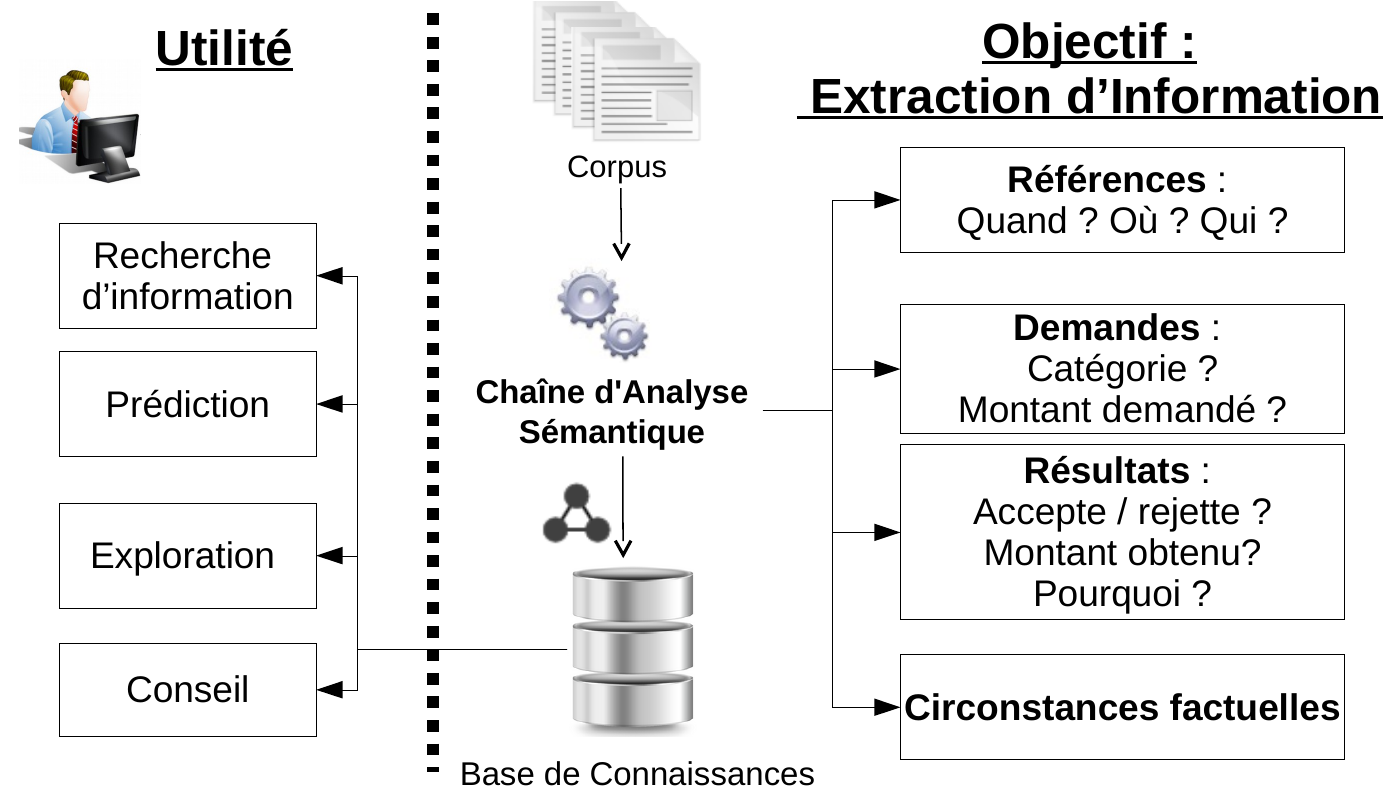 Utilité
Recherche
d’information
Prédiction
Exploration
Conseil
Corpus
Chaîne d'Analyse
Sémantique
Base de Connaissances
Objectif :
Extraction d’Information
Références :
Quand ? Où ? Qui ?
Demandes :
Catégorie ?
Montant demandé ?
Résultats :
Accepte / rejette ?
Montant obtenu?
Pourquoi ?
Circonstances factuelles